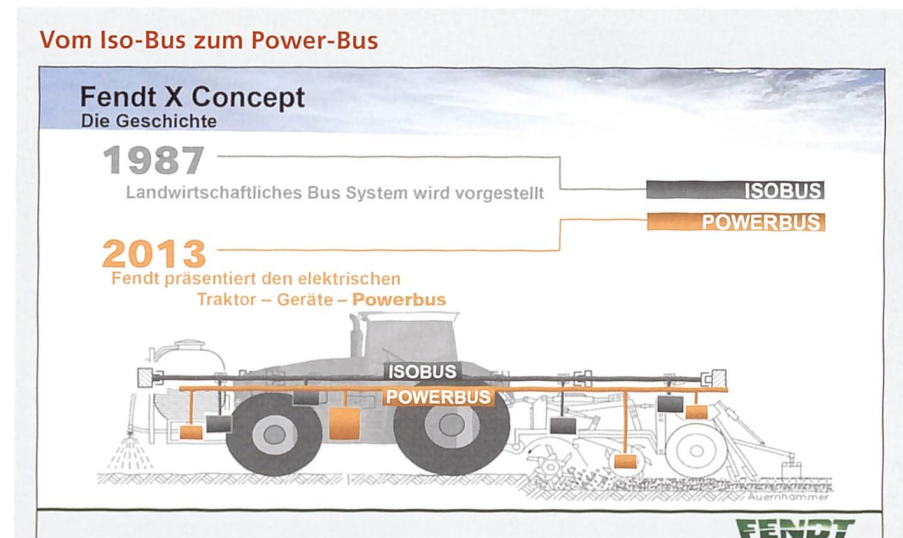 Vom Iso-Bus zum Power-Bus
Fendt X Concept
Die Geschichte
1987
Landwirtschaftliches Bus System wird vorgestellt
ISOBUS
POWERBUS
2013
Fendt präsentiert den elektrischen
Traktor – Geräte – Powerbus
ISOBUS
POWERBUS
Auernhammer
FENDT